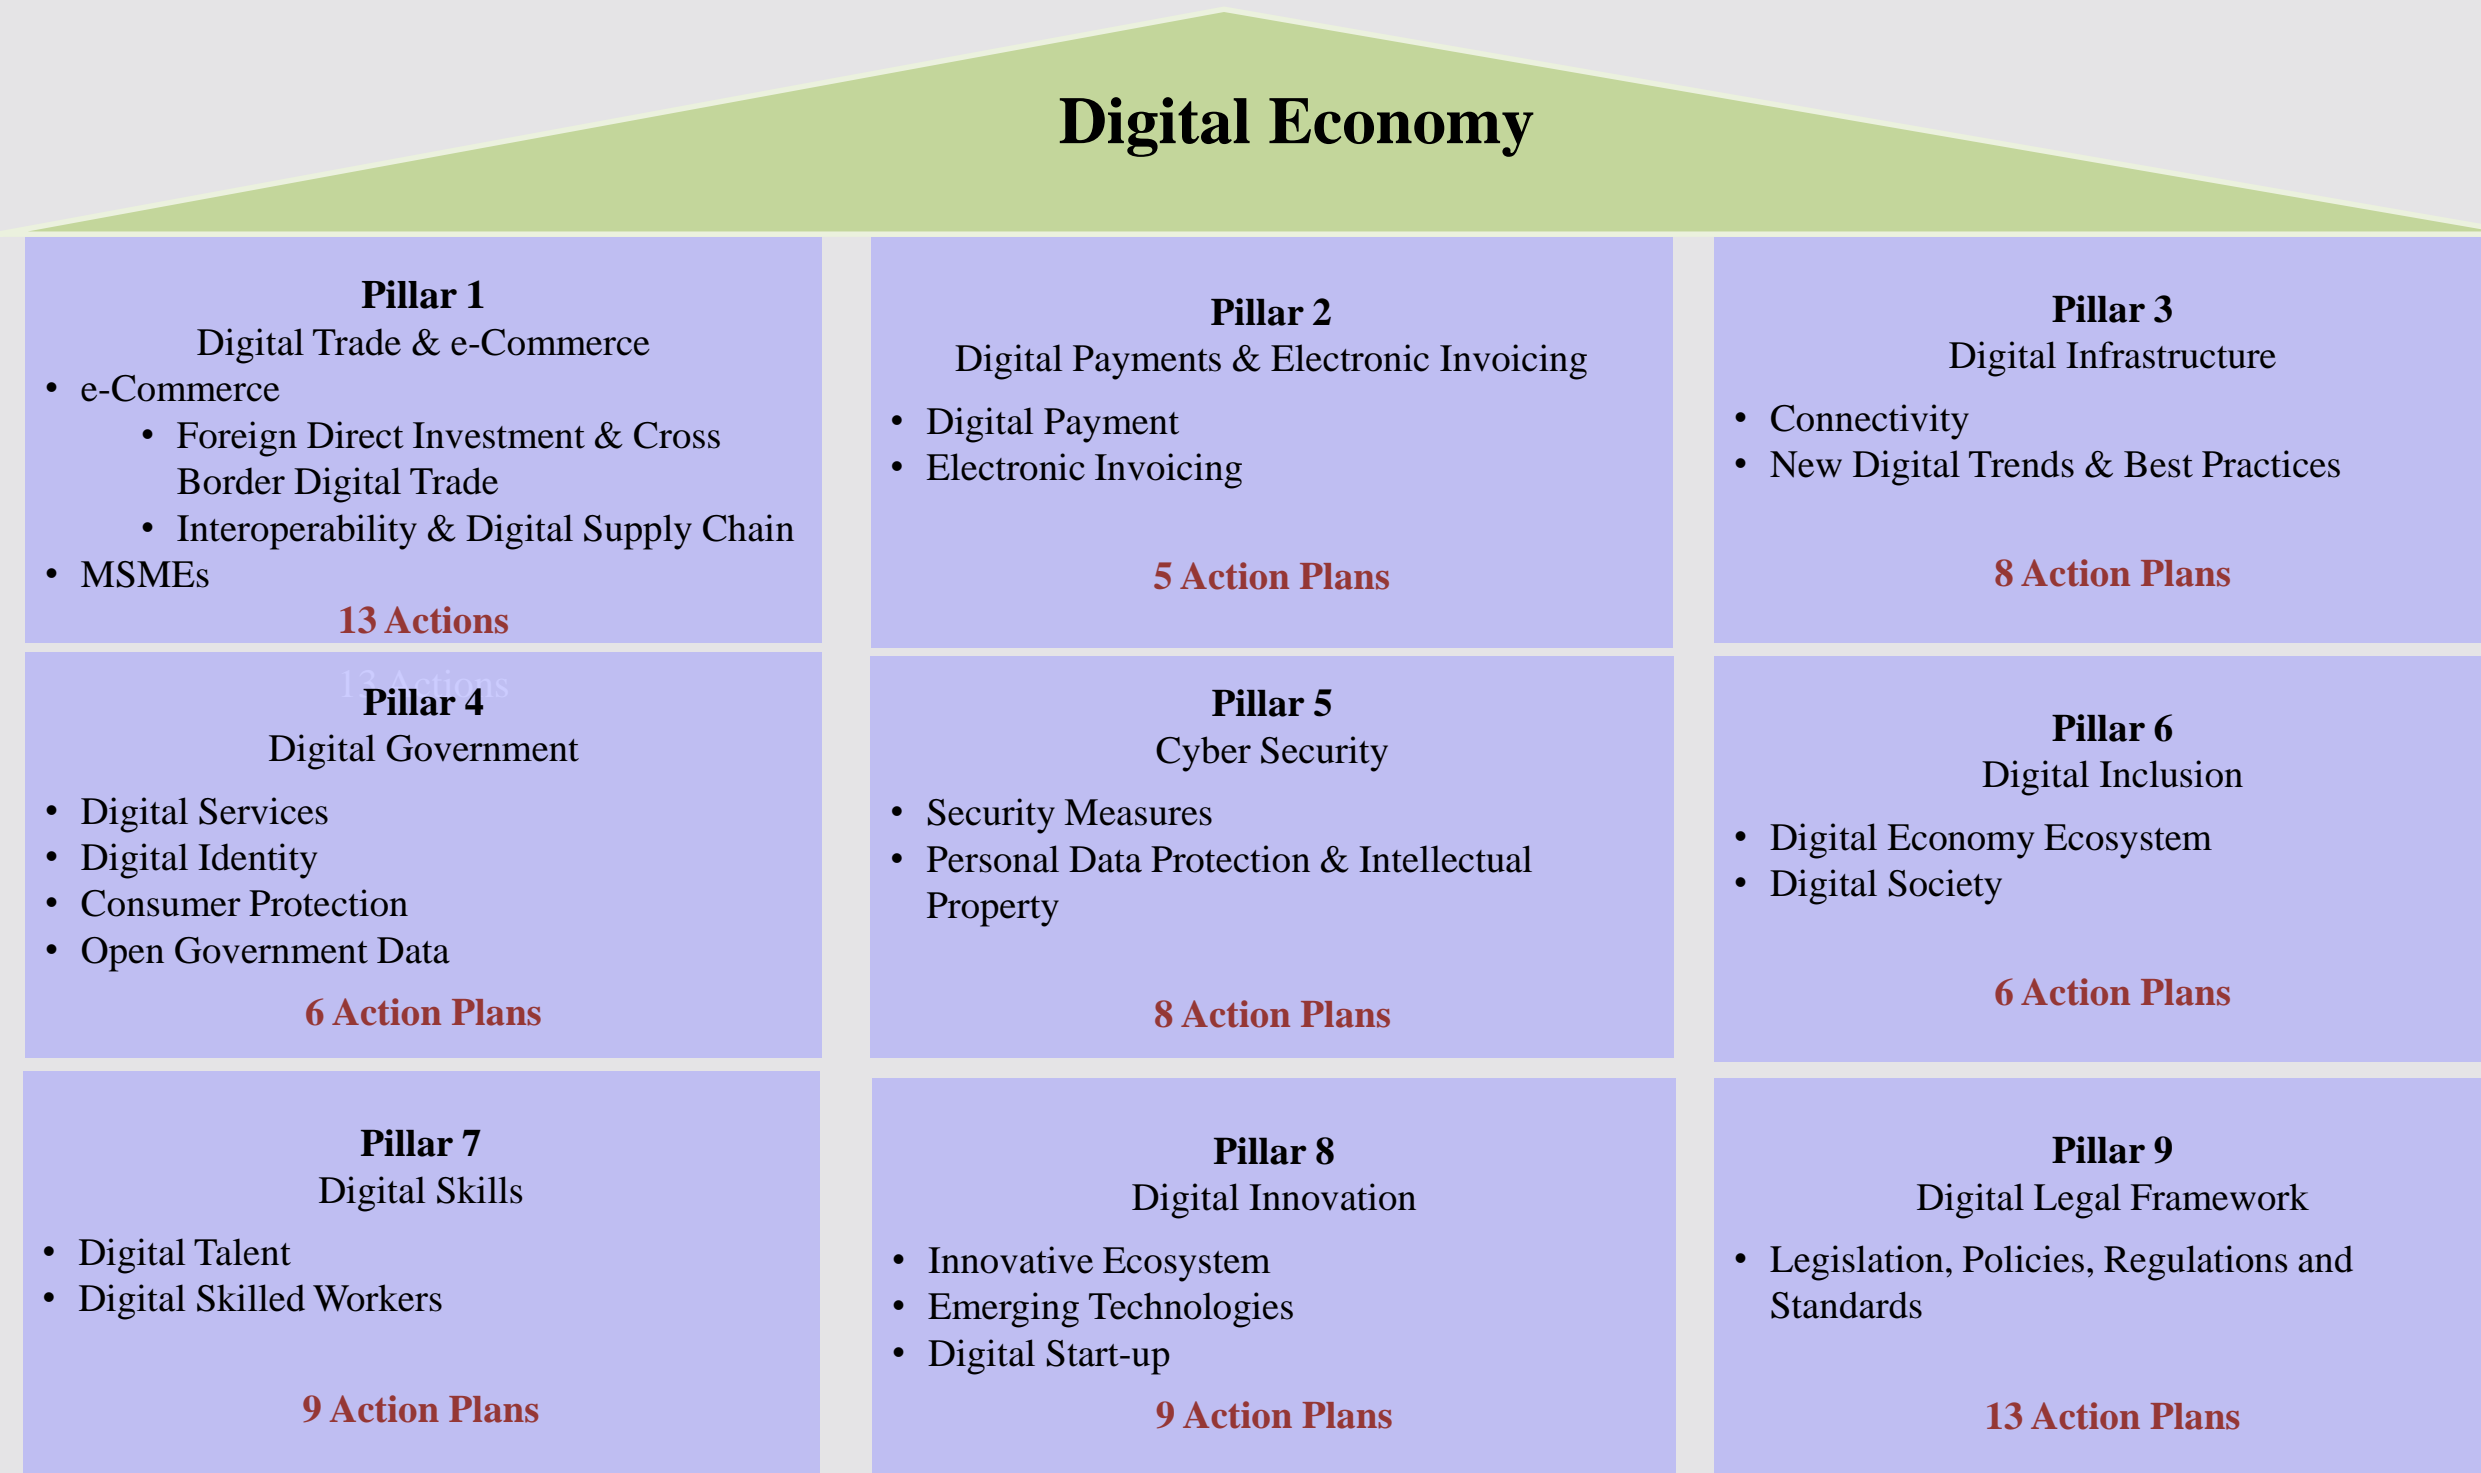 Digital Economy
Pillar 1
Digital Trade & e-Commerce
• e-Commerce
• Foreign Direct Investment & Cross
Border Digital Trade
• Interoperability & Digital Supply Chain
• MSMEs
13 Actions
Pillar 2
Digital Payments & Electronic Invoicing
• Digital Payment
• Electronic Invoicing
5 Action Plans
Pillar 3
Digital Infrastructure
• Connectivity
• New Digital Trends & Best Practices
8 Action Plans
13 Actions
Pillar 4
Digital Government
• Digital Services
• Digital Identity
• Consumer Protection
• Open Government Data
6 Action Plans
Pillar 5
Cyber Security
• Security Measures
• Personal Data Protection & Intellectual
Property
8 Action Plans
Pillar 6
Digital Inclusion
• Digital Economy Ecosystem
• Digital Society
6 Action Plans
Pillar 7
Digital Skills
• Digital Talent
• Digital Skilled Workers
9 Action Plans
Pillar 8
Digital Innovation
• Innovative Ecosystem
• Emerging Technologies
• Digital Start-up
9 Action Plans
Pillar 9
Digital Legal Framework
• Legislation, Policies, Regulations and
Standards
13 Action Plans